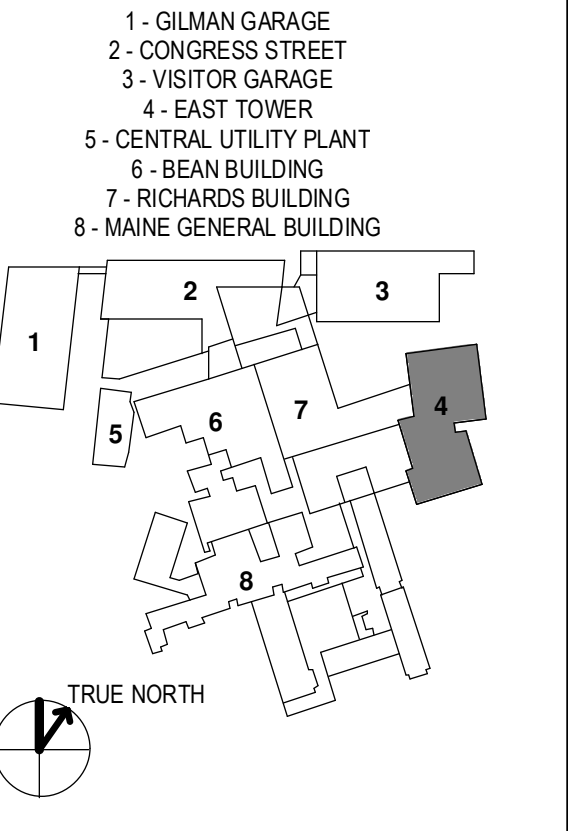 1 - GILMAN GARAGE
2 - CONGRESS STREET
3 - VISITOR GARAGE
4 - EAST TOWER
5 - CENTRAL UTILITY PLANT
6 - BEAN BUILDING
7 - RICHARDS BUILDING
8 - MAINE GENERAL BUILDING
2
3
1
4
7
6
5
8
TRUE NORTH